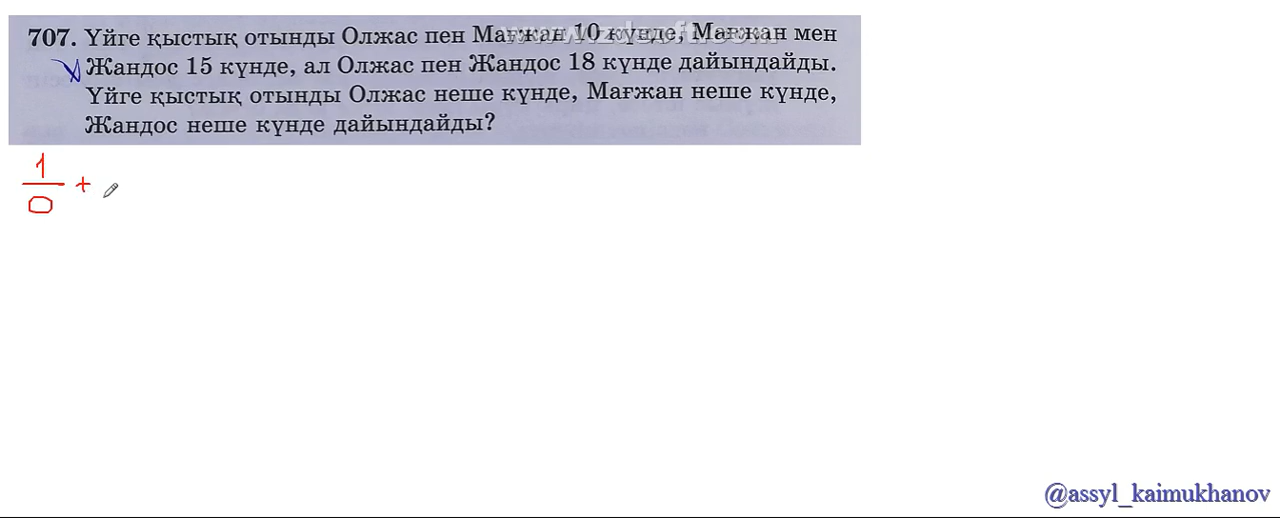 707. Үйге қыстық отынды Олжас пен Мағжан 10 күнде, Мағжан мен
Жандос 15 күнде, ал Олжас пен Жандос 18 күнде дайындайды.
Үйге қыстық отынды Олжас неше күнде, Мағжан неше күнде,
Жандос неше күнде дайындайды?
1
0 +
@assyl_kaimukhanov